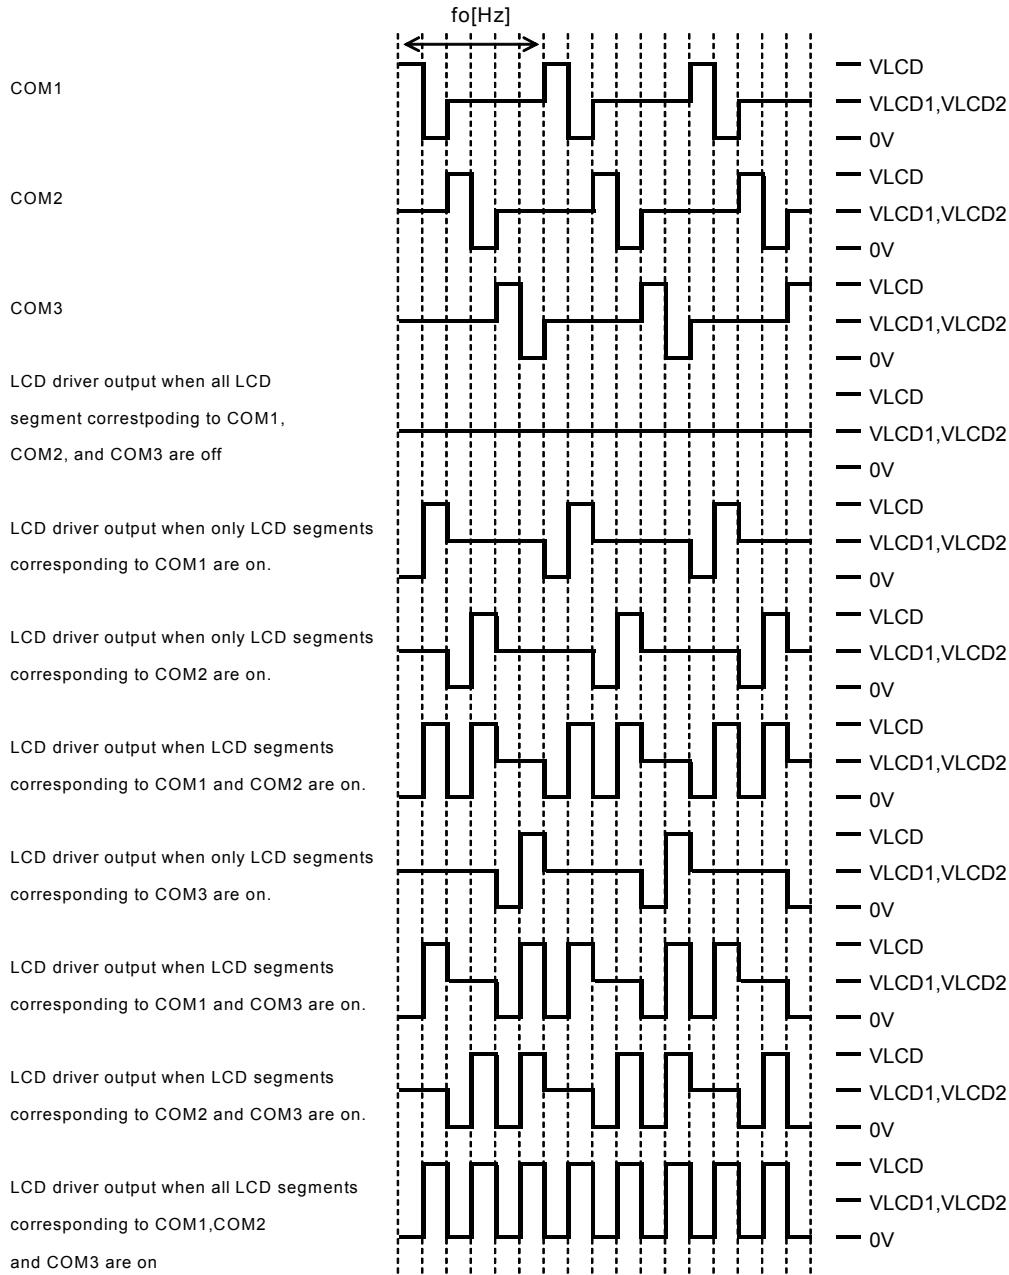 fo[Hz]
COM1
VLCD
VLCD1,VLCD2
0V
COM2
VLCD
VLCD1,VLCD2
0V
COM3
VLCD
VLCD1,VLCD2
0V
LCD driver output when all LCD
segment correstpoding to COM1,
COM2, and COM3 are off
VLCD
VLCD1,VLCD2
0V
LCD driver output when only LCD segments
corresponding to COM1 are on.
VLCD
VLCD1,VLCD2
0V
LCD driver output when only LCD segments
corresponding to COM2 are on.
VLCD
VLCD1,VLCD2
0V
LCD driver output when LCD segments
corresponding to COM1 and COM2 are on.
VLCD
VLCD1,VLCD2
0V
LCD driver output when only LCD segments
corresponding to COM3 are on.
VLCD
VLCD1,VLCD2
0V
LCD driver output when LCD segments
corresponding to COM1 and COM3 are on.
VLCD
VLCD1,VLCD2
0V
LCD driver output when LCD segments
corresponding to COM2 and COM3 are on.
VLCD
VLCD1,VLCD2
0V
LCD driver output when all LCD segments
corresponding to COM1,COM2
and COM3 are on
VLCD
VLCD1,VLCD2
0V